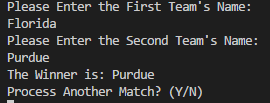 Please Enter the First Team's Name:
Florida
Please Enter the Second Team's Name:
Purdue
The Winner is: Purdue
Process Another Match? (Y/N)